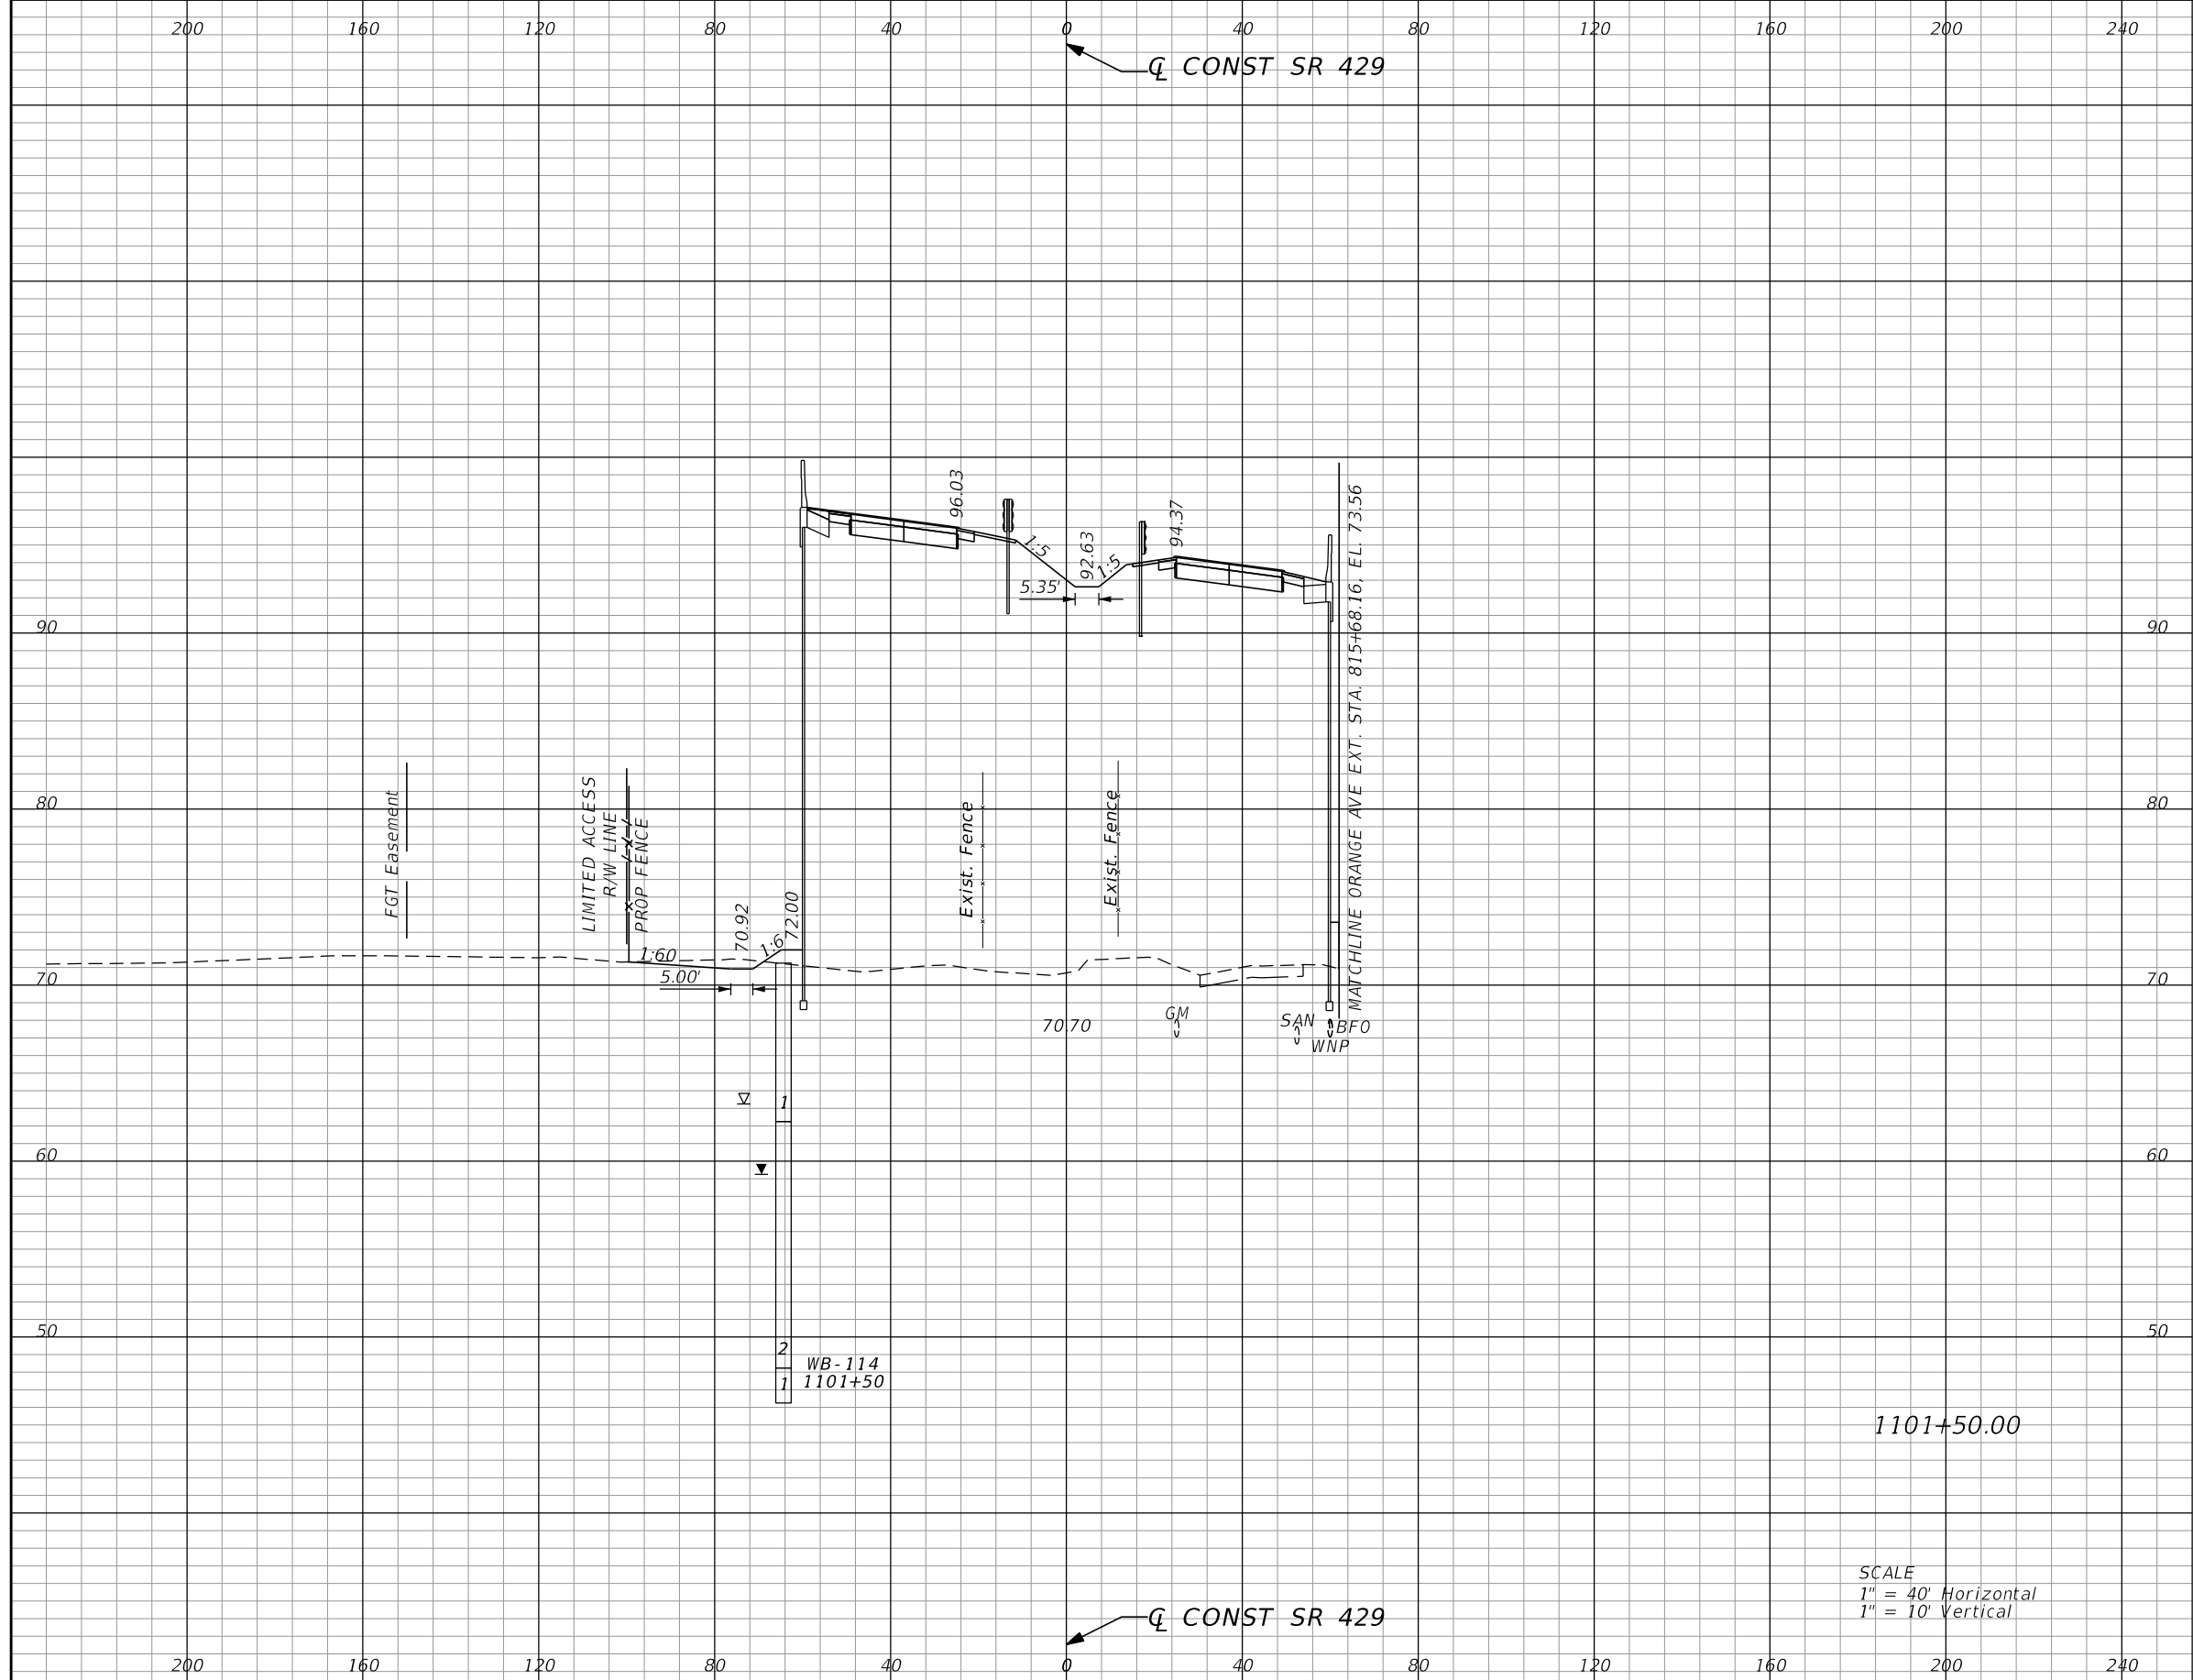 200 160 120 80 40 0 40 80 120 160 200 240
℄ CONST SR 429
96.03
94.37
92.63
1:5
1:5
5.35'
MATCHLINE ORANGE AVE EXT. STA. 815+68.16, EL. 73.56
90 90
80 80
FGT Easement
LIMITED ACCESS
R/W LINE
PROP FENCE
Exist. Fence
Exist. Fence
70.92
72.00
1:60
1:6
5.00'
70 70
70.70
GM
SAN
BFO
WNP
1
60 60
50 50
2
1
WB-114
1101+50
1101+50.00
SCALE
1" = 40' Horizontal
1" = 10' Vertical
℄ CONST SR 429
200 160 120 80 40 0 40 80 120 160 200 240